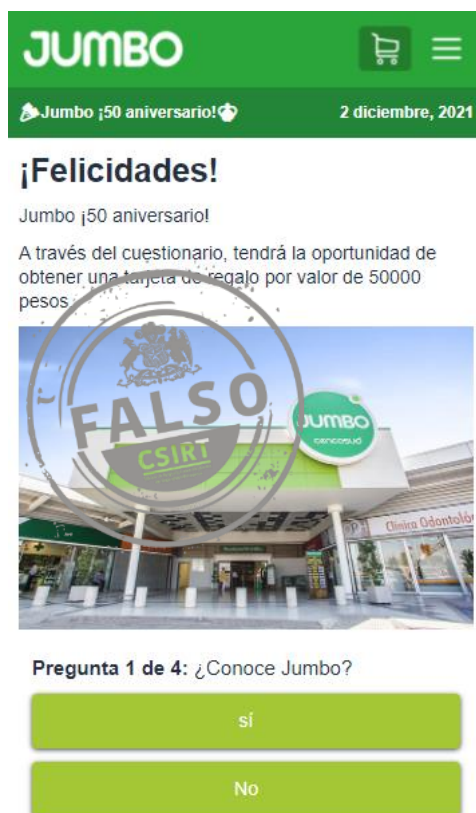 JUMBO
Jumbo ¡50 aniversario! 2 diciembre, 2021
¡Felicidades!
Jumbo ¡50 aniversario!
A través del cuestionario, tendrá la oportunidad de
obtener una tarjeta de regalo por valor de 50000
pesos.
FALSO
CSIRT
JUMBO
cencosud
Clínica Odontoló
Pregunta 1 de 4: ¿Conoce Jumbo?
sí
No